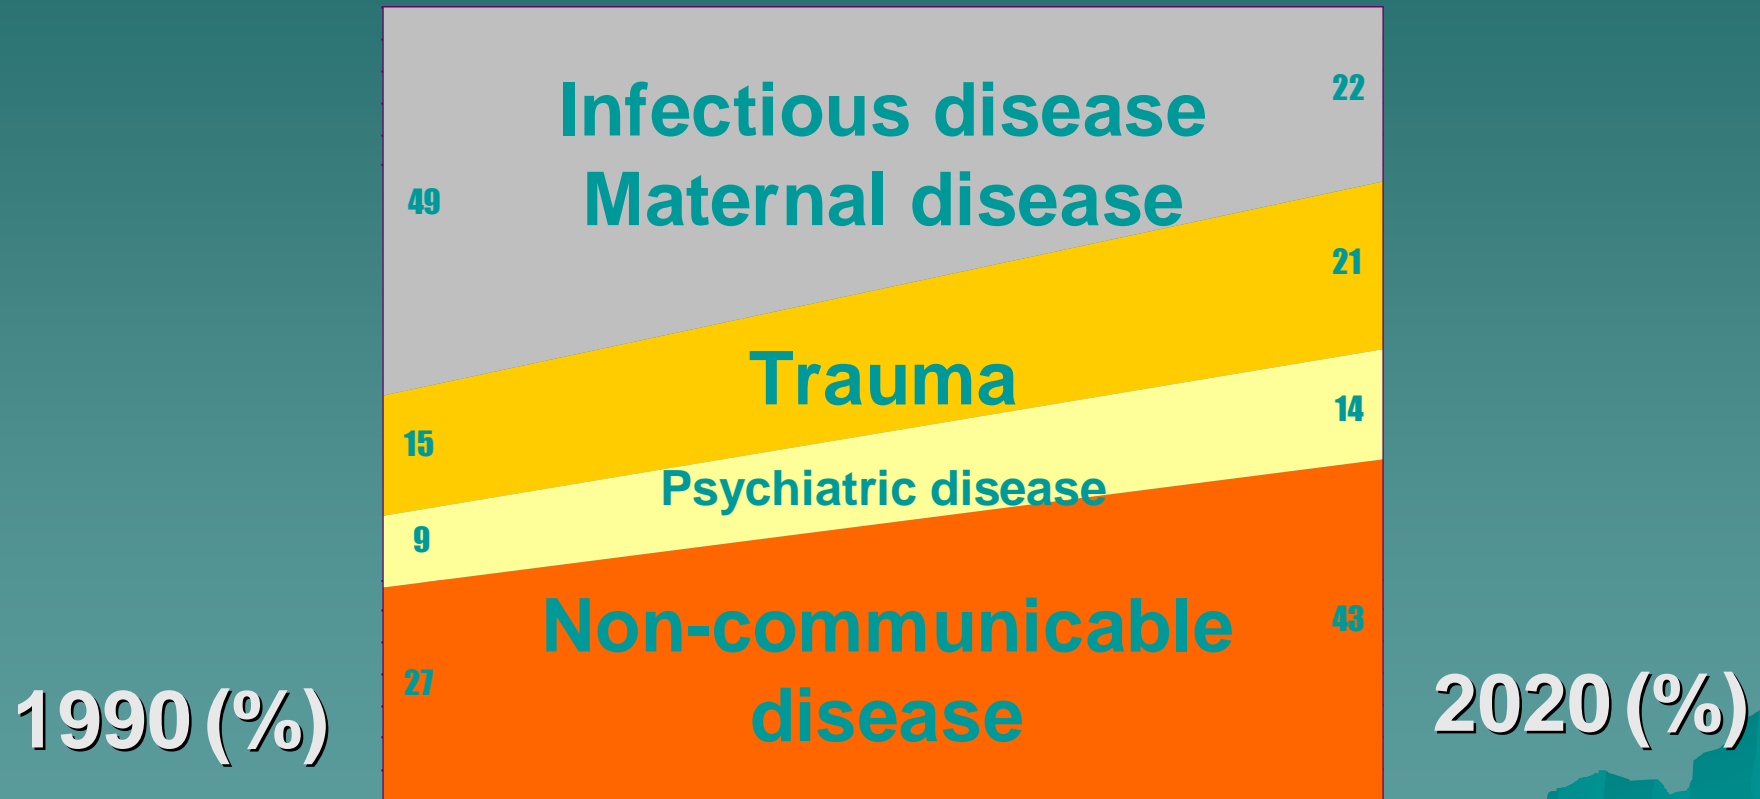 Infectious disease
Maternal disease
22
49
21
Trauma
14
15
Psychiatric disease
9
Non-communicable
disease
43
27
1990 (%)
2020 (%)